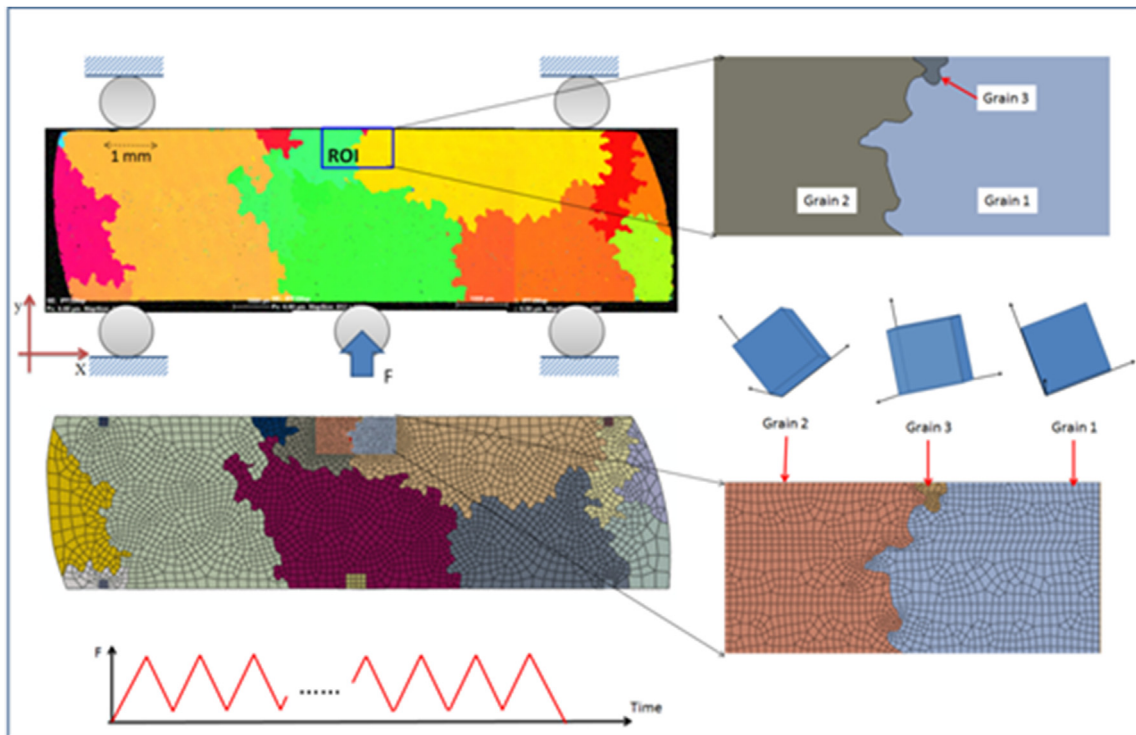 Grain 3
1 mm
ROI
Grain 2
Grain 1
y
x
F
Grain 2
Grain 3
Grain 1
F
......
Time